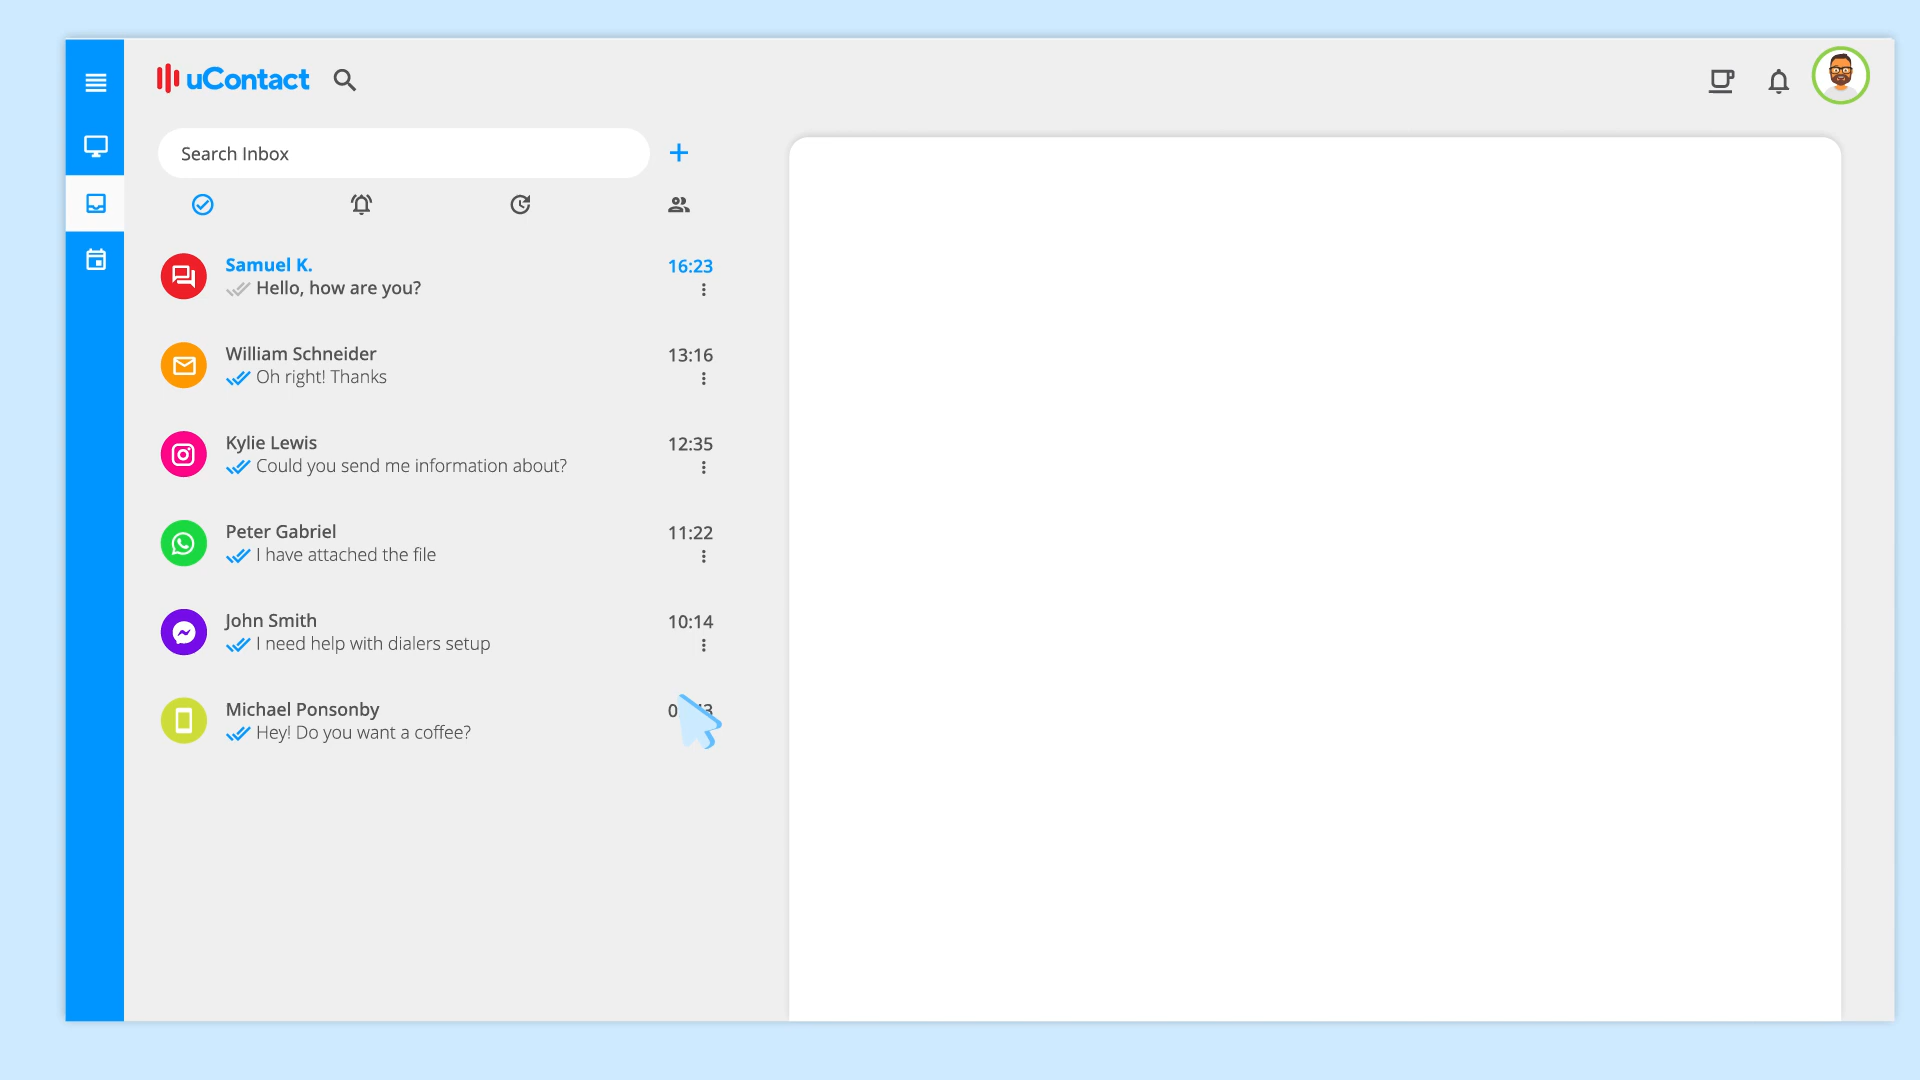 uContact
Search Inbox
Samuel K.
16:23
Hello, how are you?
William Schneider
13:16
Oh right! Thanks
Kylie Lewis
12:35
Could you send me information about?
Peter Gabriel
11:22
I have attached the file
John Smith
10:14
I need help with dialers setup
Michael Ponsonby
Hey! Do you want a coffee?